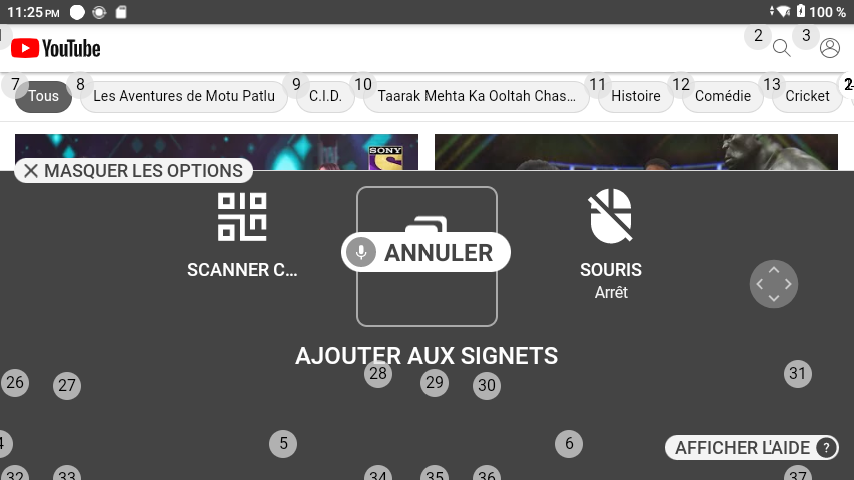 11:25 PM
100 %
YouTube
2
3
7
Tous
8
Les Aventures de Motu Patlu
9
C.I.D.
10
Taarak Mehta Ka Ooltah Chas...
11
Histoire
12
Comédie
13
Cricket
SONY
MASQUER LES OPTIONS
SCANNER C...
ANNULER
SOURIS
Arrêt
AJOUTER AUX SIGNETS
26
27
28
29
30
31
4
5
6
AFFICHER L'AIDE ?
32
33
34
35
36
37